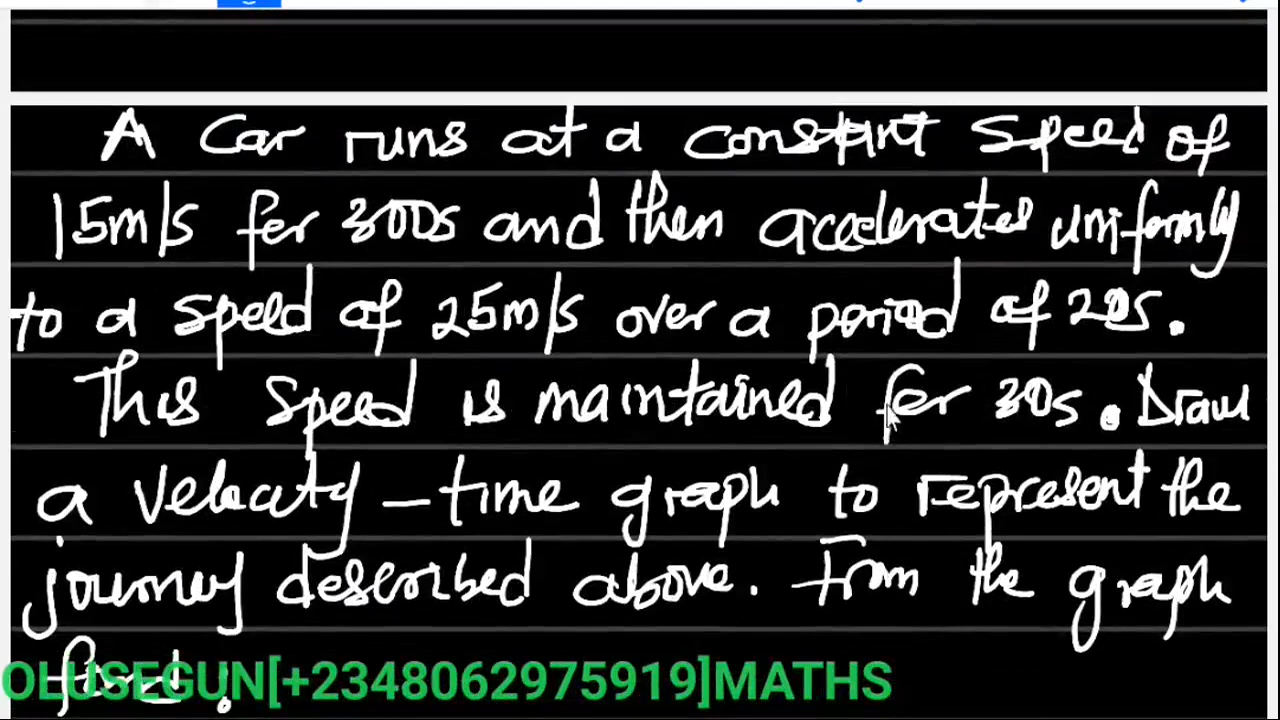 A car runs at a constant speed of
15m/s for 300s and then accelerates uniformly
to a speed of 25m/s over a period of 20s.
This speed is maintained for 30s. Draw
a velocity-time graph to represent the
journey described above. From the graph
find:
OLUSEGUN[+2348062975919]MATHS